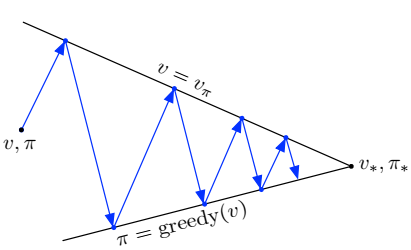 v = v_π
v, π
v_*, π_*
π = greedy(v)